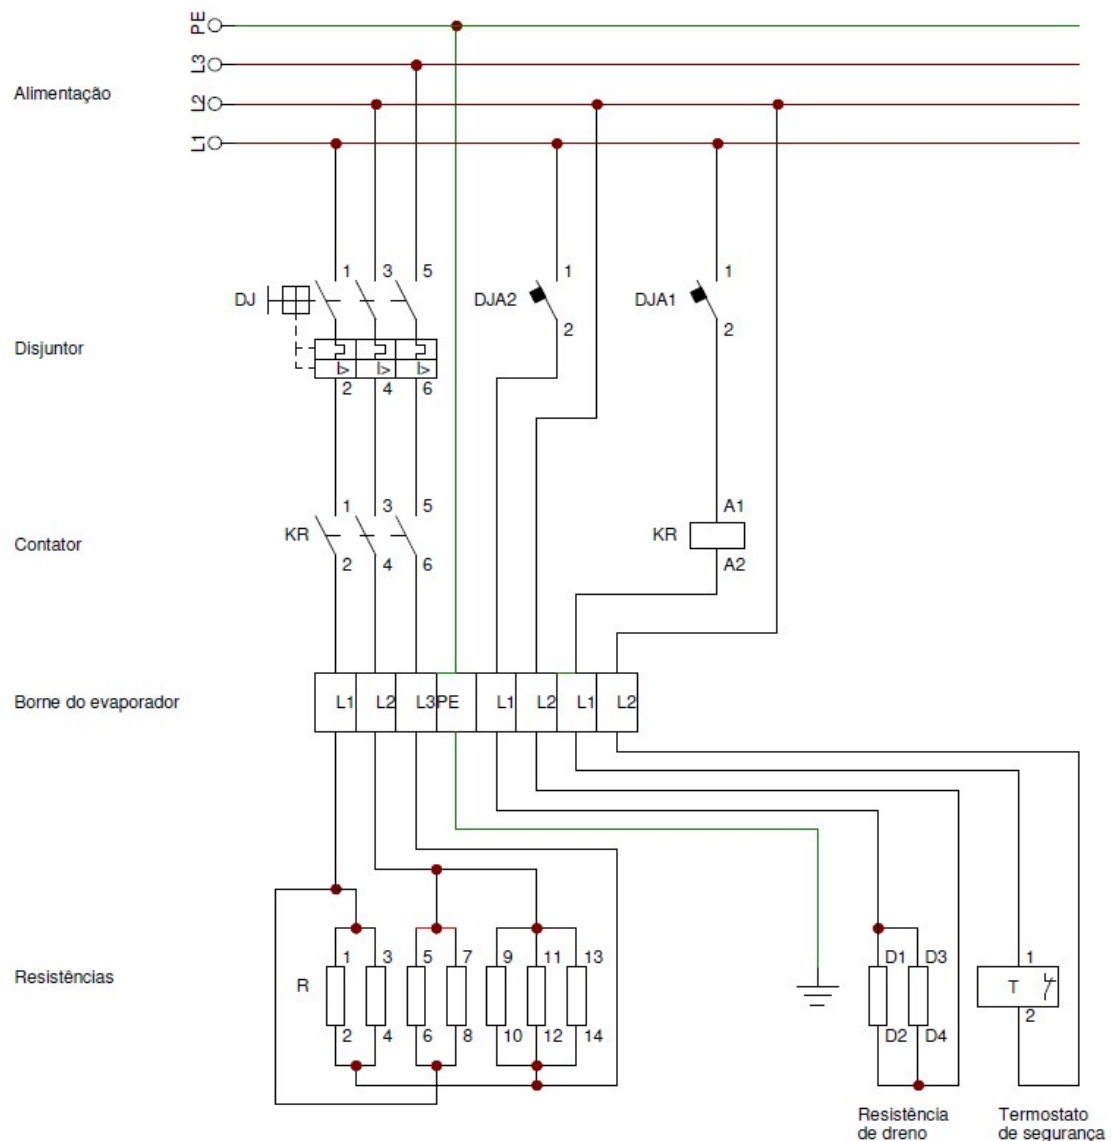 PE
L3
Alimentação
L2
L1
1 3 5 1 1
DJ DJA2 DJA1
2 2
Disjuntor
I> I> I>
2 4 6
1 3 5 A1
KR KR
Contator
2 4 6 A2
Borne do evaporador L1 L2 L3 PE L1 L2 L1 L2
1 3 5 7 9 11 13 D1 D3 1
Resistências R T
2 4 6 8 10 12 14 D2 D4 2
Resistência Termostato
de dreno de segurança